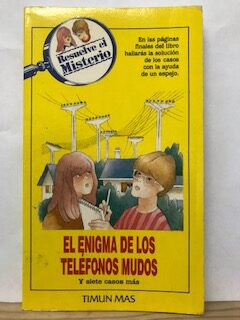 Resuelve el
Misterio
En las páginas
finales del libro
hallarás la solución
de los casos
con la ayuda
de un espejo.
EL ENIGMA DE LOS
TELÉFONOS MUDOS
Y siete casos más
TIMUN MAS